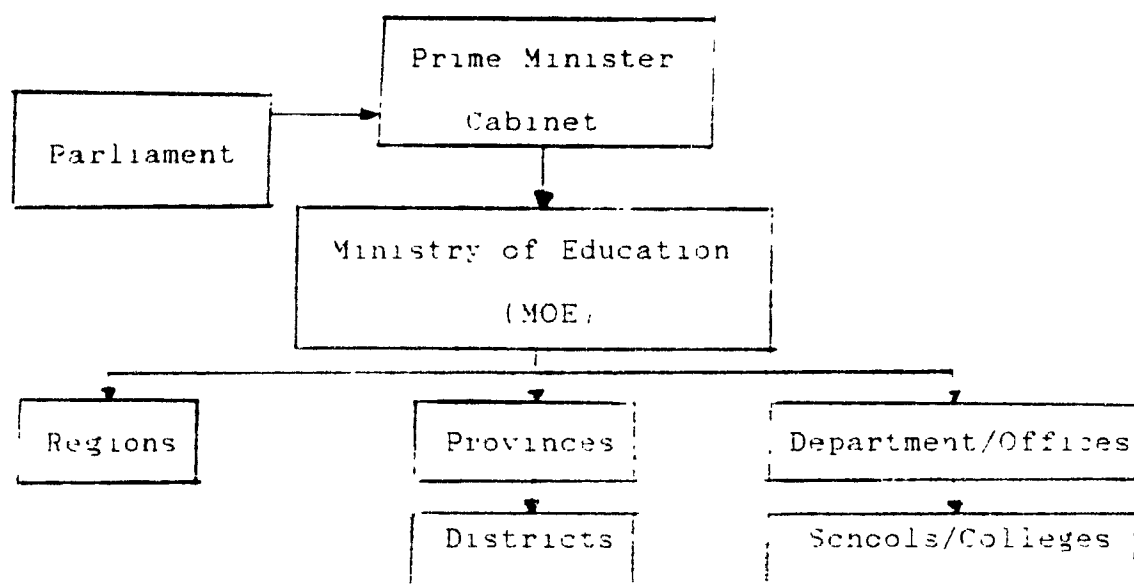 Prime Minister
Cabinet
Parliament
Ministry of Education
(MOE)
Regions
Provinces
Department/Offices
Districts
Schools/Colleges